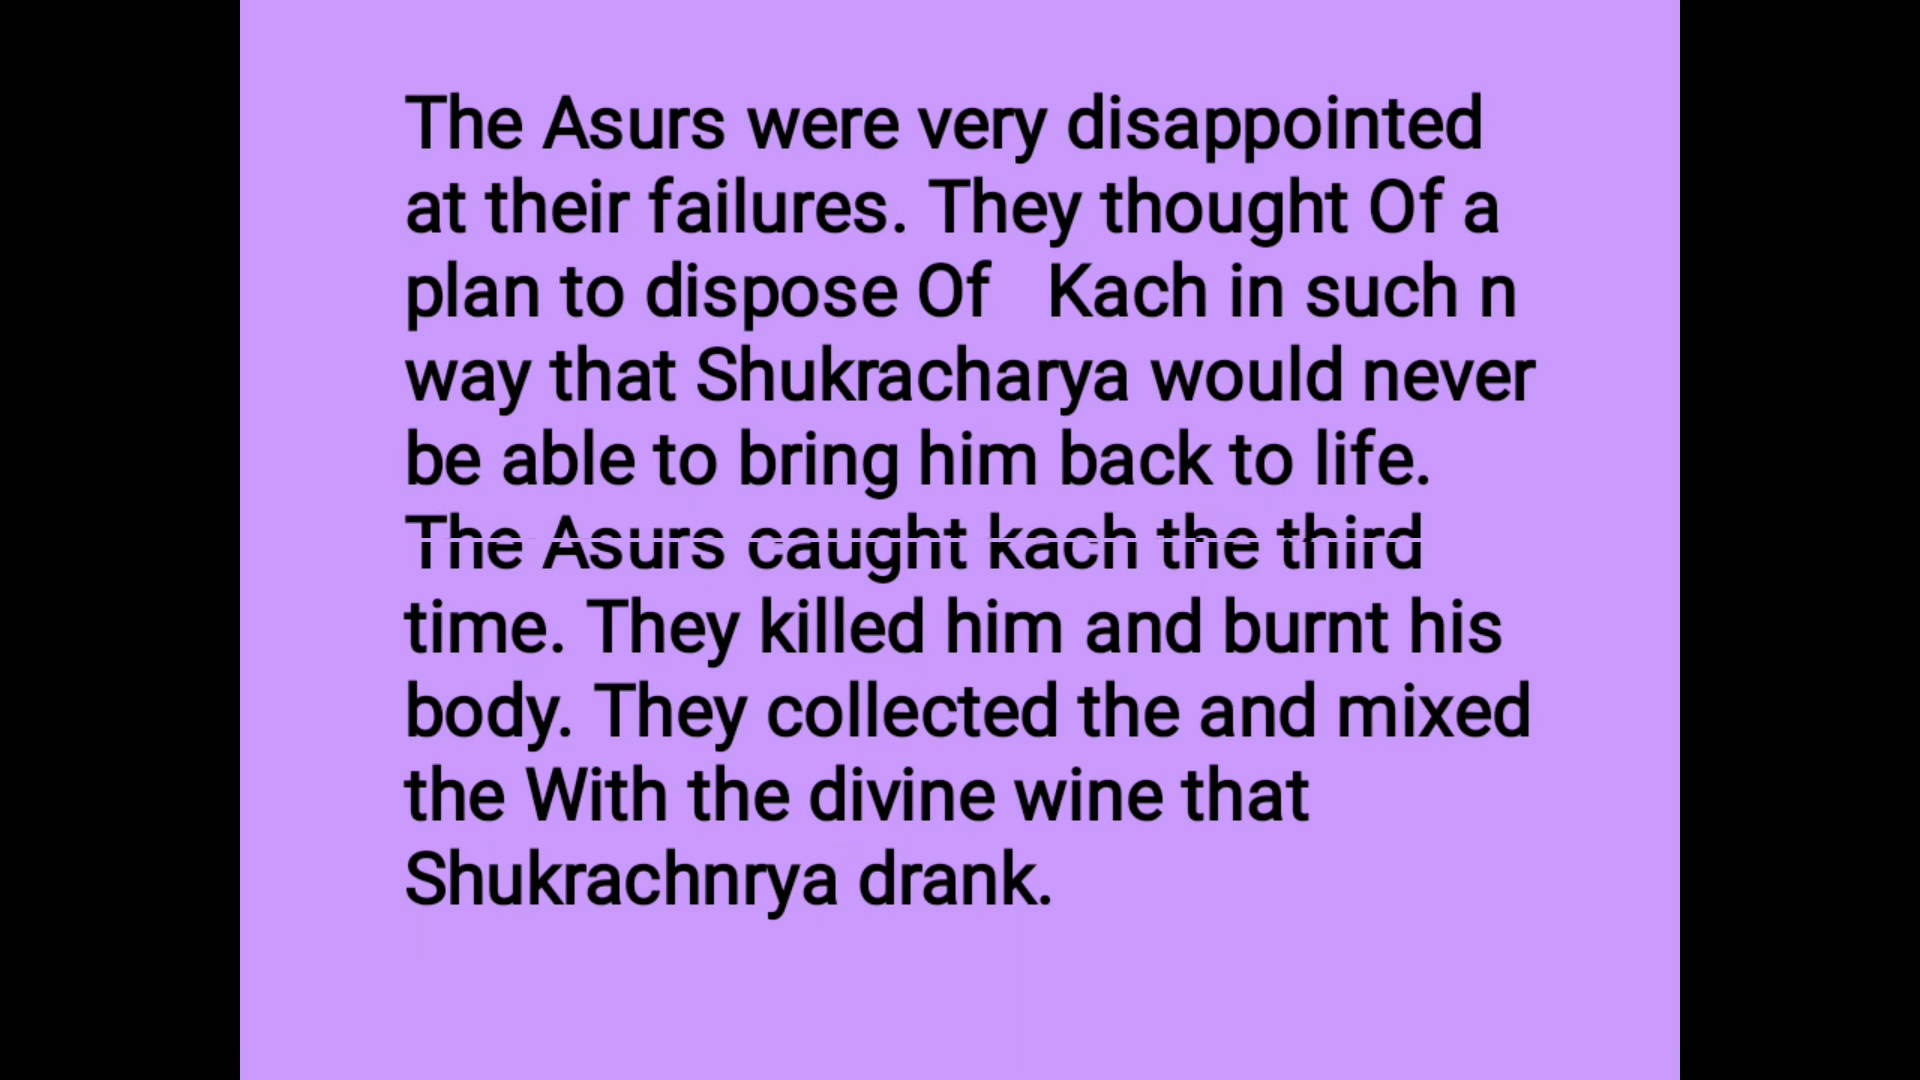 The Asurs were very disappointed
at their failures. They thought Of a
plan to dispose Of   Kach in such n
way that Shukracharya would never
be able to bring him back to life.
The Asurs caught kach the third
time. They killed him and burnt his
body. They collected the and mixed
the With the divine wine that
Shukrachnrya drank.